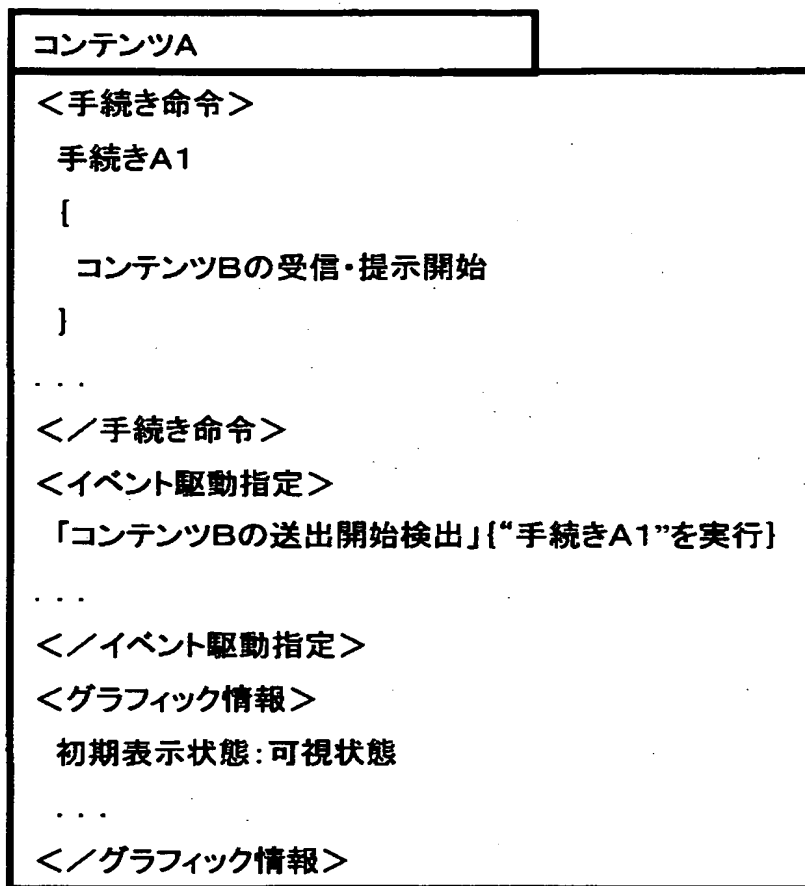 コンテンツA
＜手続き命令＞
手続きA1
{
コンテンツBの受信・提示開始
}
...
＜／手続き命令＞
＜イベント駆動指定＞
「コンテンツBの送出開始検出」{“手続きA1”を実行}
...
＜／イベント駆動指定＞
＜グラフィック情報＞
初期表示状態：可視状態
...
＜／グラフィック情報＞